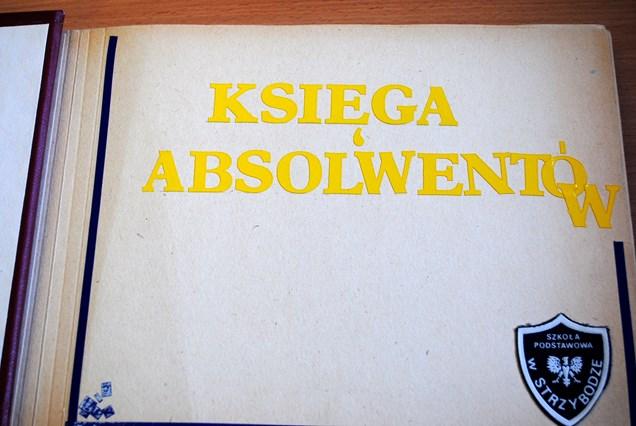 KSIĘGA
ABSOLWENTÓW
SZKOŁA
PODSTAWOWA
W STRZYBODZE